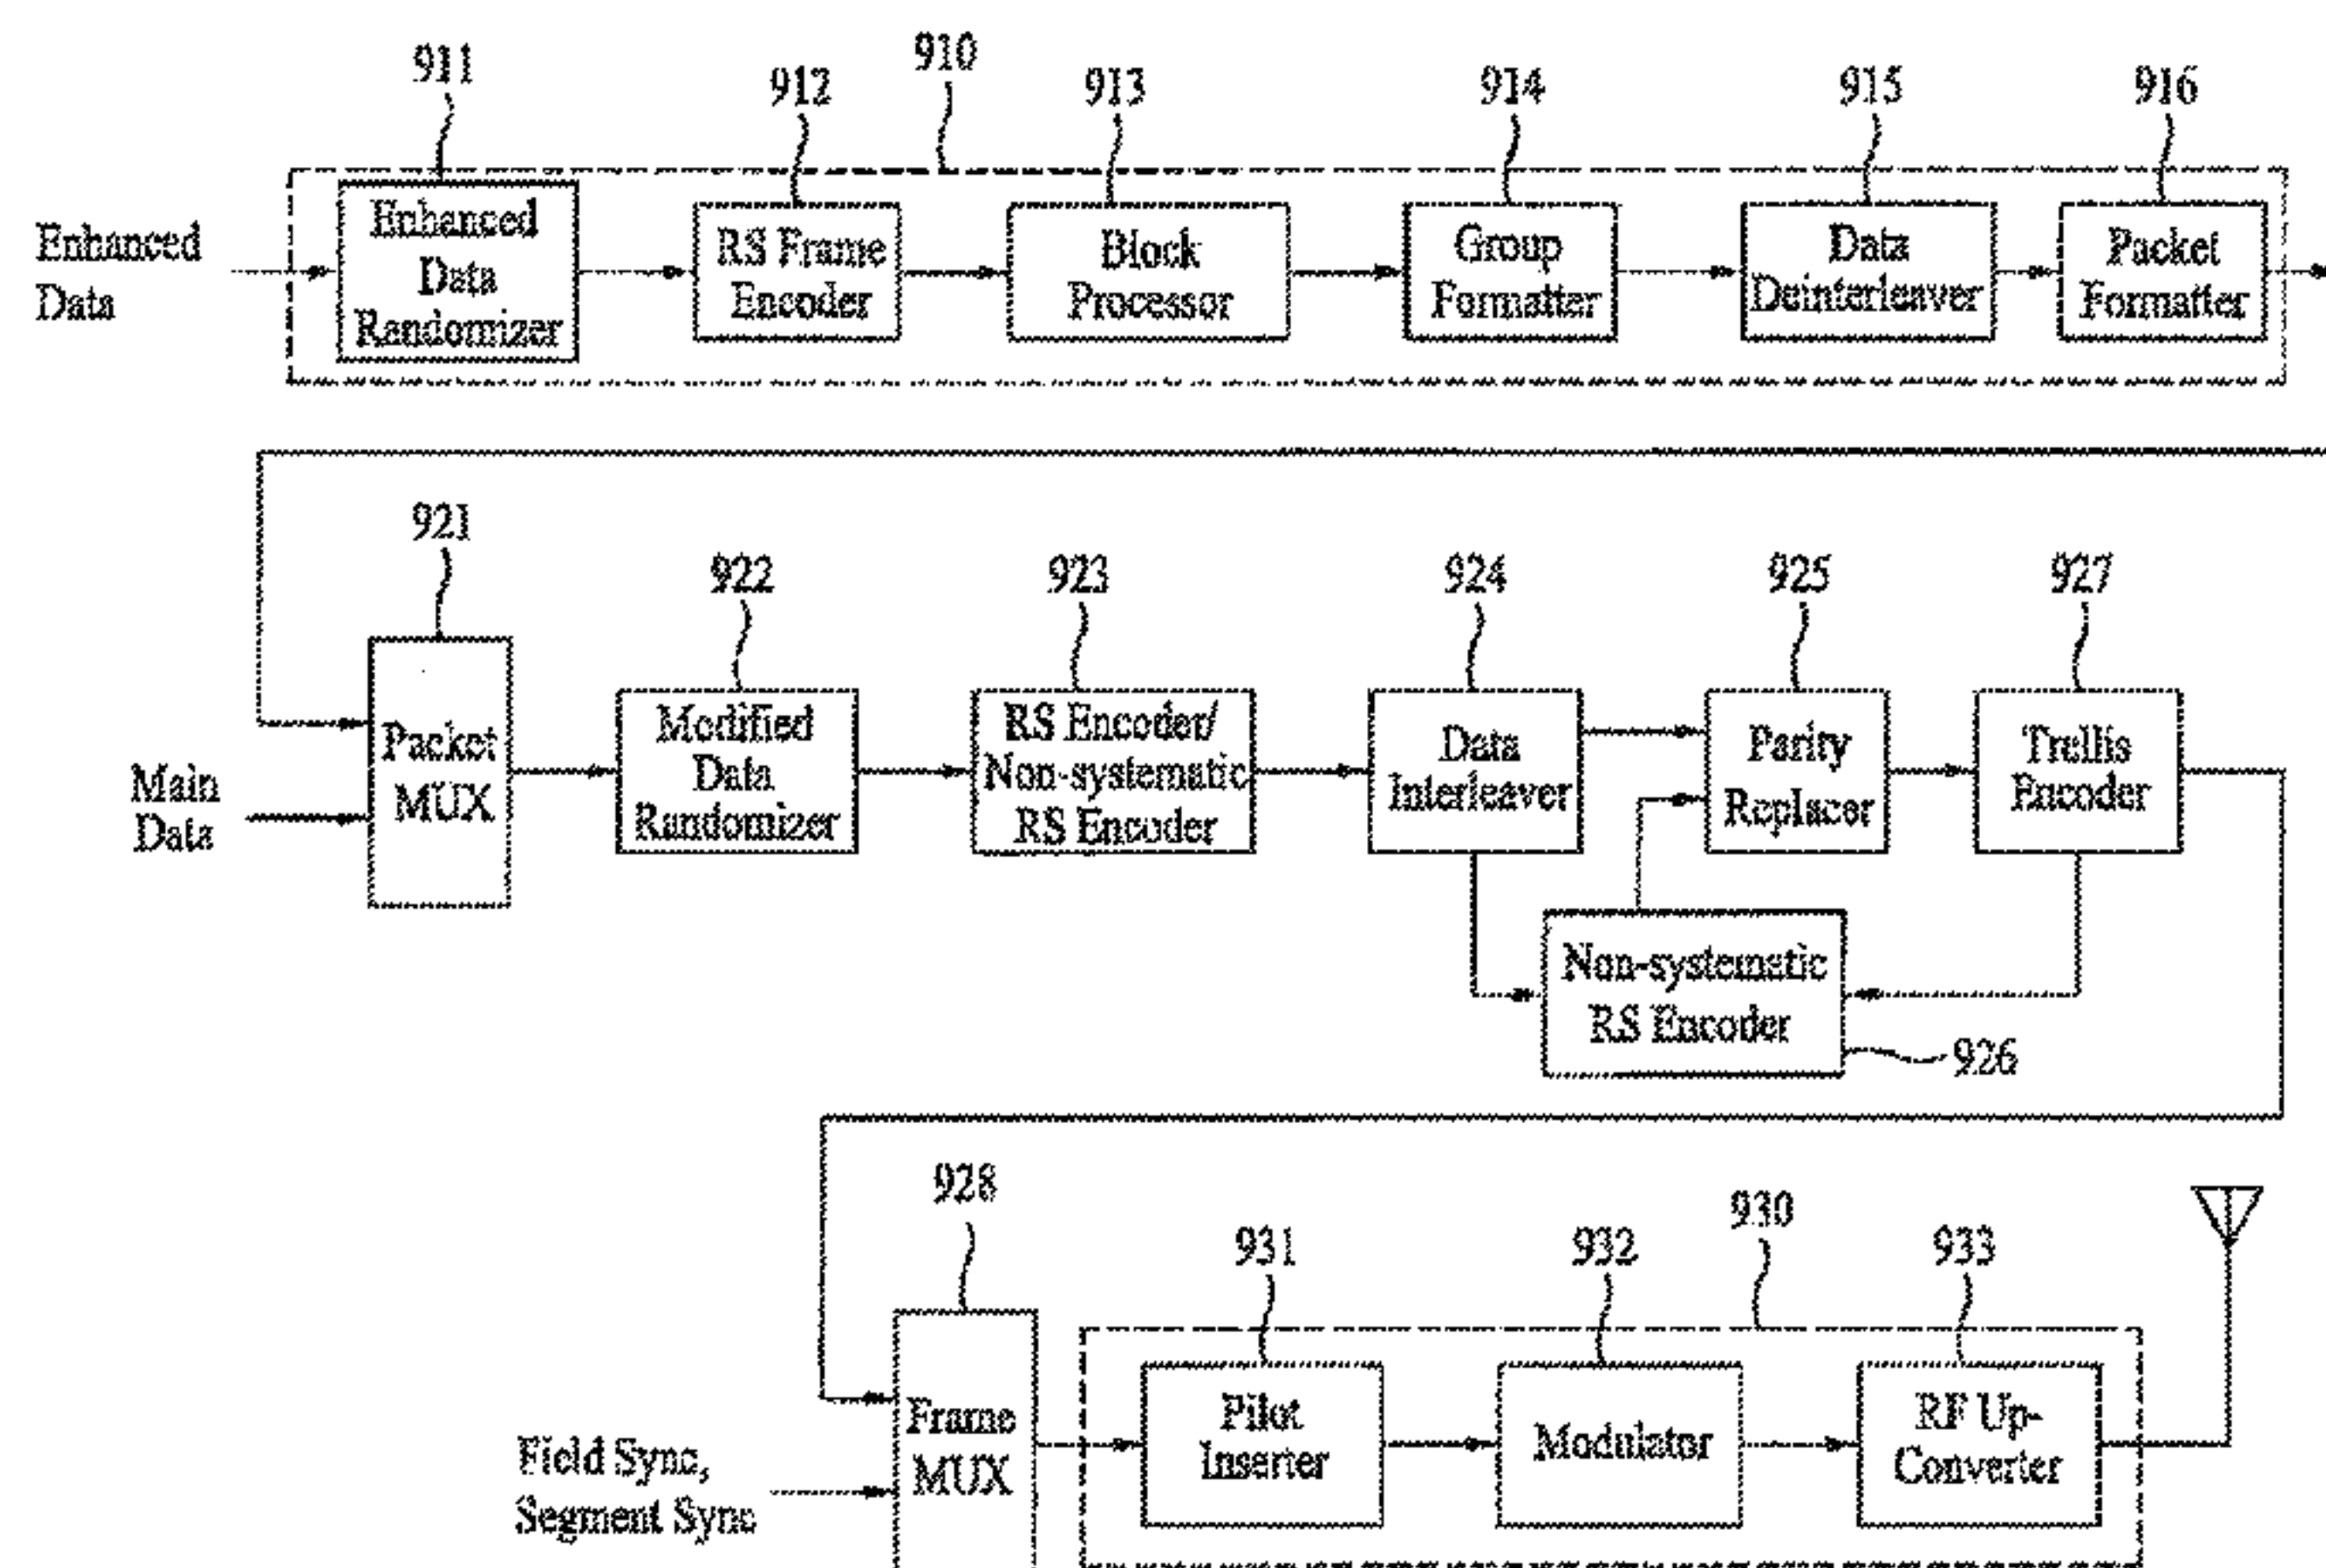 911
912
910
913
914
915
916
Enhanced
Data
Enhanced
Data
Randomizer
RS Frame
Encoder
Block
Processor
Group
Formatter
Data
Deinterleaver
Packet
Formatter
921
922
923
924
925
927
Main
Data
Packet
MUX
Modified
Data
Randomizer
RS Encoder/
Non-systematic
RS Encoder
Data
Interleaver
Parity
Replacer
Trellis
Encoder
Non-systematic
RS Encoder
926
928
931
932
930
933
Field Sync,
Segment Sync
Frame
MUX
Pilot
Inserter
Modulator
RF Up-
Converter